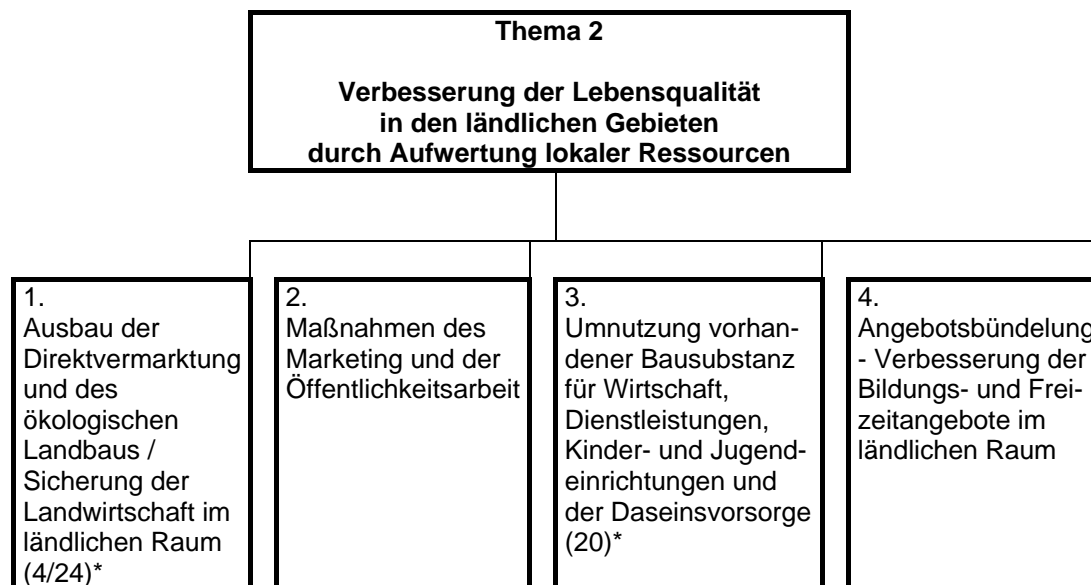 Thema 2
Verbesserung der Lebensqualität
in den ländlichen Gebieten
durch Aufwertung lokaler Ressourcen
1.
Ausbau der
Direktvermarktung
und des
ökologischen
Landbaus /
Sicherung der
Landwirtschaft im
ländlichen Raum
(4/24)*
2.
Maßnahmen des
Marketing und der
Öffentlichkeitsarbeit
3.
Umnutzung vorhan-
dener Bausubstanz
für Wirtschaft,
Dienstleistungen,
Kinder- und Jugend-
einrichtungen und
der Daseinsvorsorge
(20)*
4.
Angebotsbündelung
- Verbesserung der
Bildungs- und Frei-
zeitangebote im
ländlichen Raum